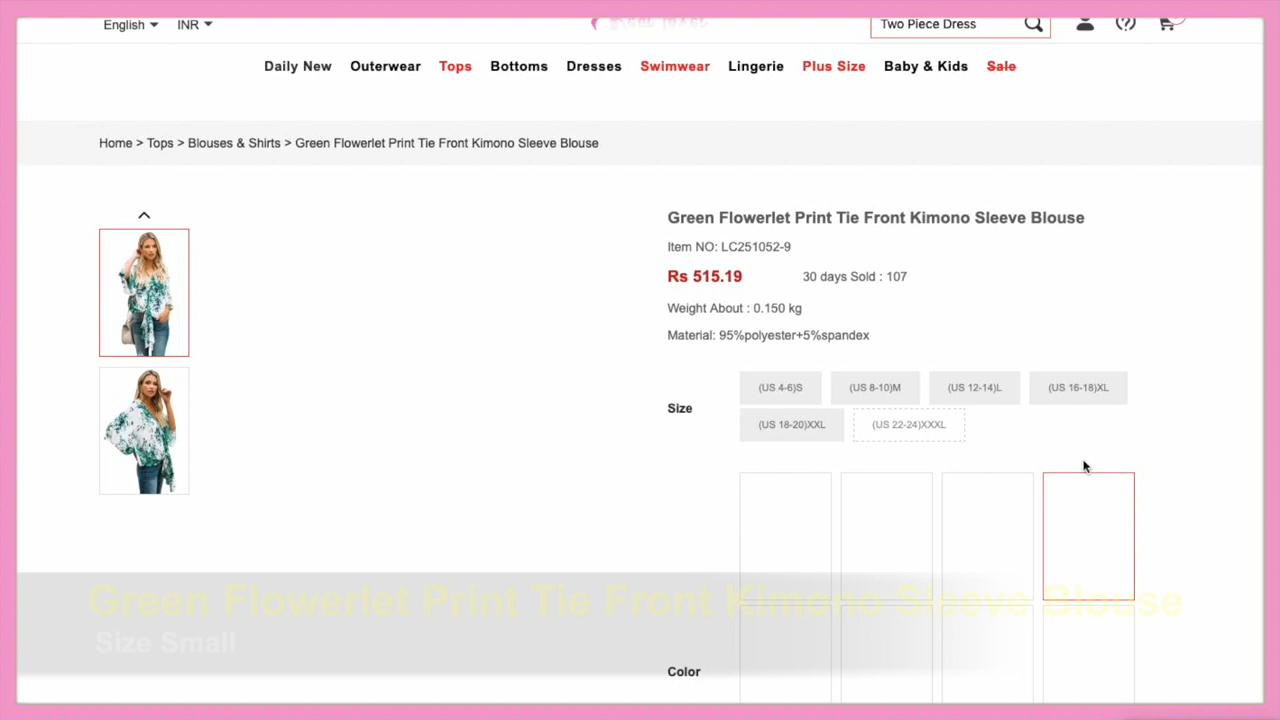 English INR
Two Piece Dress
Daily New Outerwear Tops Bottoms Dresses Swimwear Lingerie Plus Size Baby & Kids Sale
Home > Tops > Blouses & Shirts > Green Flowerlet Print Tie Front Kimono Sleeve Blouse
Green Flowerlet Print Tie Front Kimono Sleeve Blouse
Item NO: LC251052-9
Rs 515.19 30 days Sold : 107
Weight About : 0.150 kg
Material: 95%polyester+5%spandex
Size
(US 4-6)S (US 8-10)M (US 12-14)L (US 16-18)XL
(US 18-20)XXL (US 22-24)XXXL
Green Flowerlet Print Tie Front Kimono Sleeve Blouse
Size Small
Color